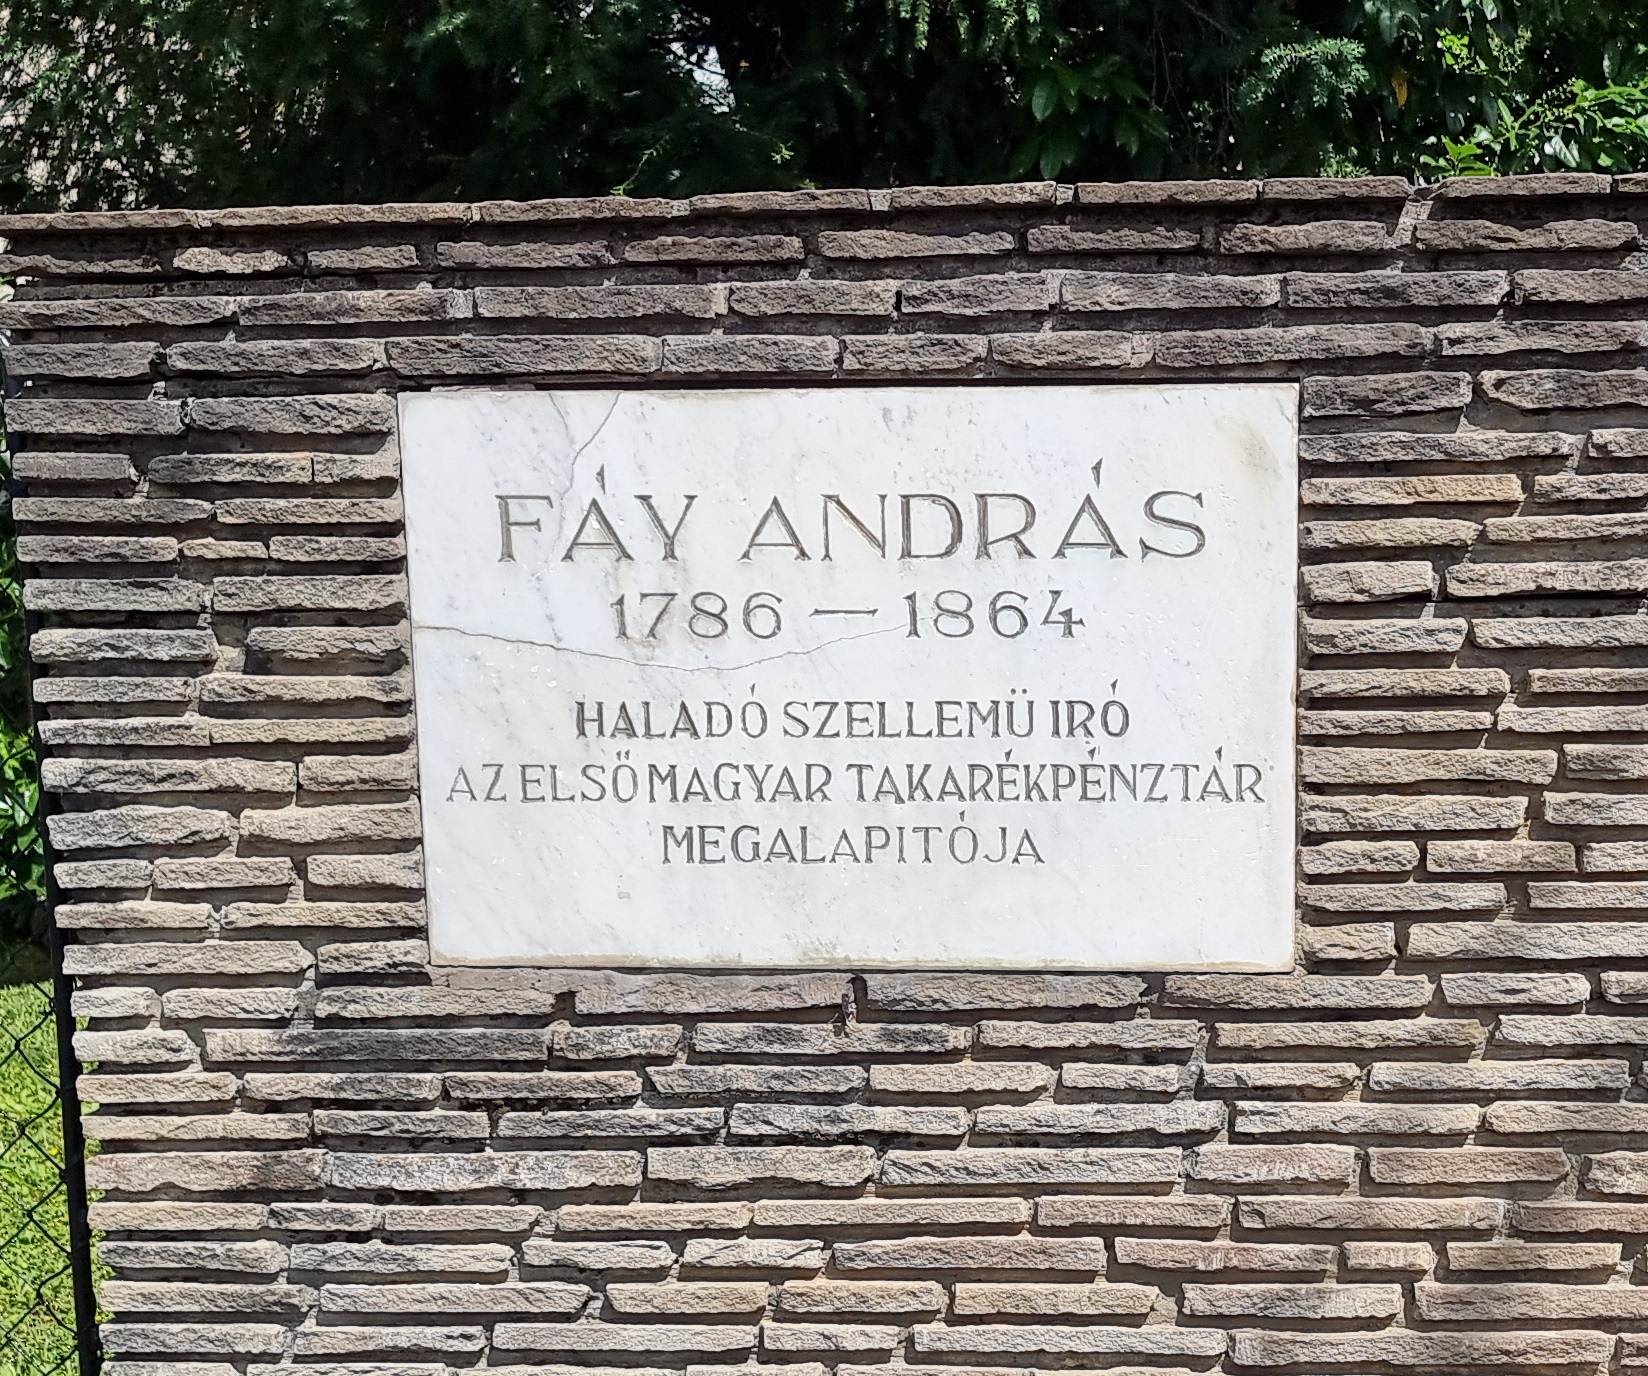 FÁY ANDRÁS
1786 – 1864
HALADÓ SZELLEMÜ IRÓ
AZ ELSÖ MAGYAR TAKARÉKPÉNZTÁR
MEGALAPITÓJA